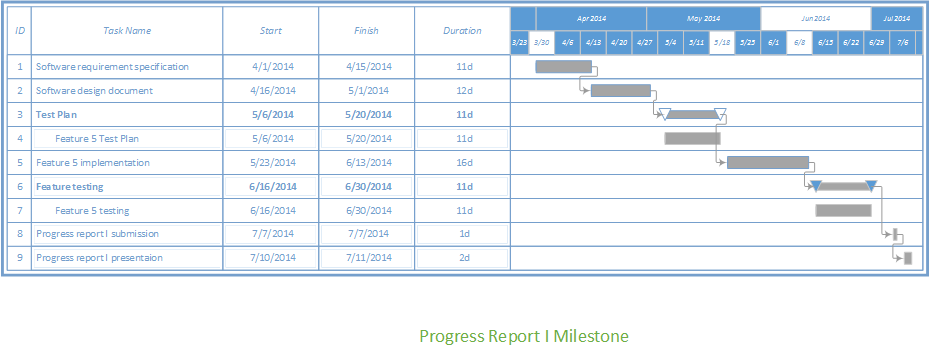 ID Task Name Start Finish Duration Apr 2014 May 2014 Jun 2014 Jul 2014
3/23 3/30 4/6 4/13 4/20 4/27 5/4 5/11 5/18 5/25 6/1 6/8 6/15 6/22 6/29 7/6
1 Software requirement specification 4/1/2014 4/15/2014 11d
2 Software design document 4/16/2014 5/1/2014 12d
3 Test Plan 5/6/2014 5/20/2014 11d
4 Feature 5 Test Plan 5/6/2014 5/20/2014 11d
5 Feature 5 implementation 5/23/2014 6/13/2014 16d
6 Feature testing 6/16/2014 6/30/2014 11d
7 Feature 5 testing 6/16/2014 6/30/2014 11d
8 Progress report I submission 7/7/2014 7/7/2014 1d
9 Progress report I presentaion 7/10/2014 7/11/2014 2d
Progress Report I Milestone